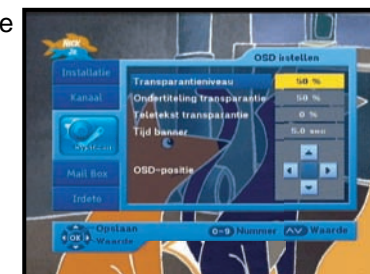 e
Nick
2x
OSD instellen
Installatie
Kanaal
Systeem
Mail Box
Irdeto
Transparantieniveau 50 %
Ondertiteling transparantie 50 %
Teletekst transparantie 0 %
Tijd banner 5.0 sec
OSD-positie
OK Opslaan
Waarde
0~9 Nummer Waarde